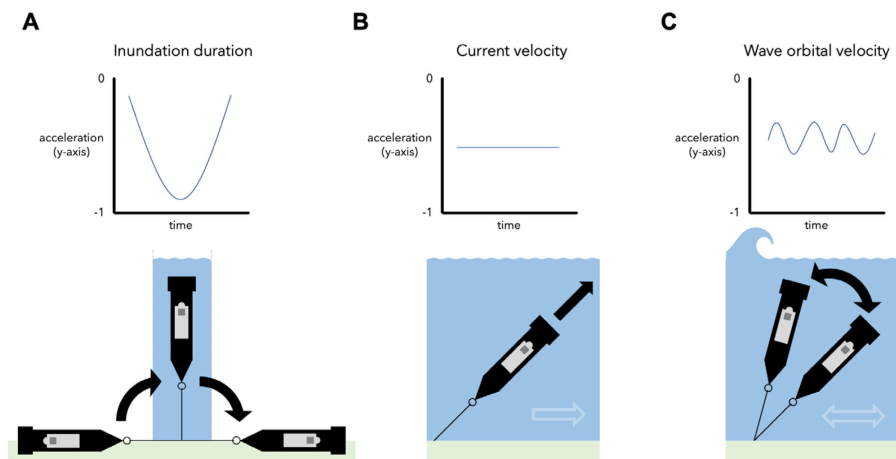 A
Inundation duration
0
acceleration
(y-axis)
-1
time
B
Current velocity
0
acceleration
(y-axis)
-1
time
C
Wave orbital velocity
0
acceleration
(y-axis)
-1
time